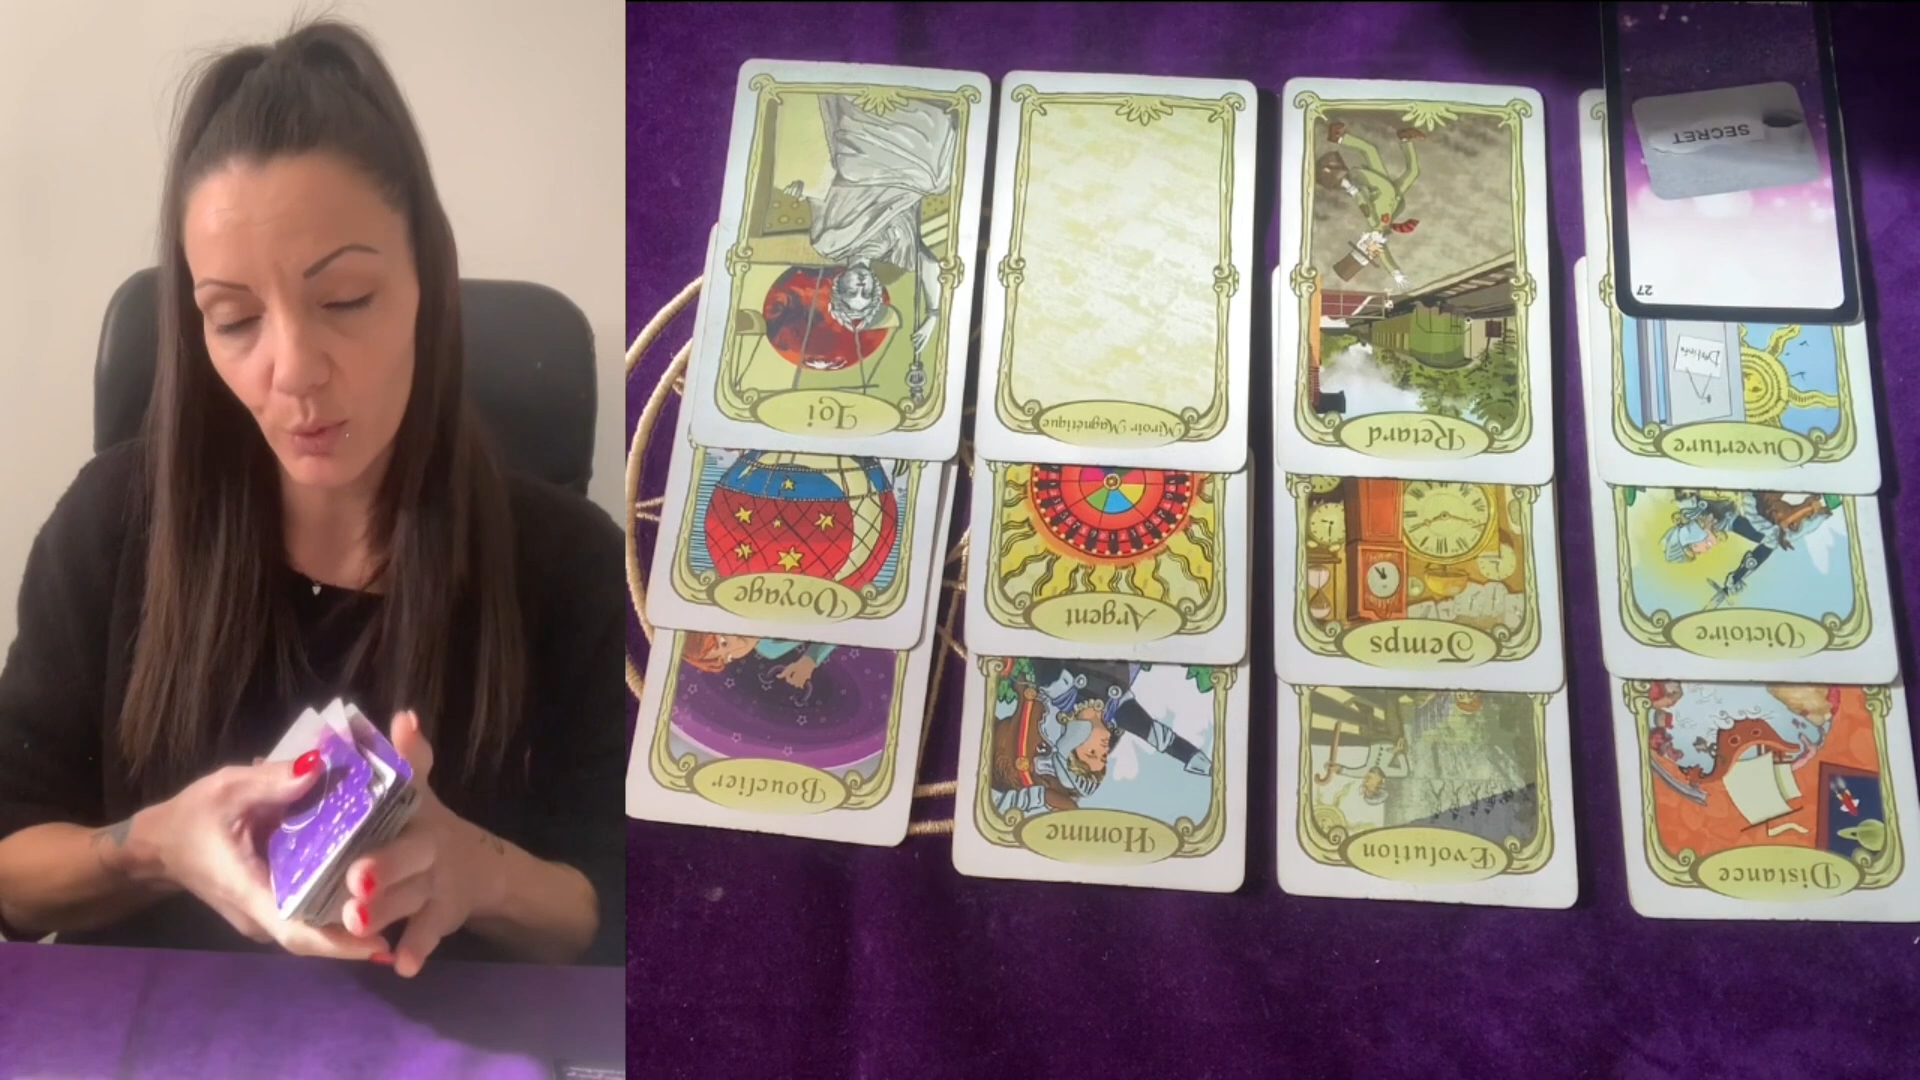 SECRET
27
Loi
Miroir Magnétique
Retard
Ouverture
Voyage
Argent
Temps
Victoire
Bouclier
Homme
Evolution
Distance